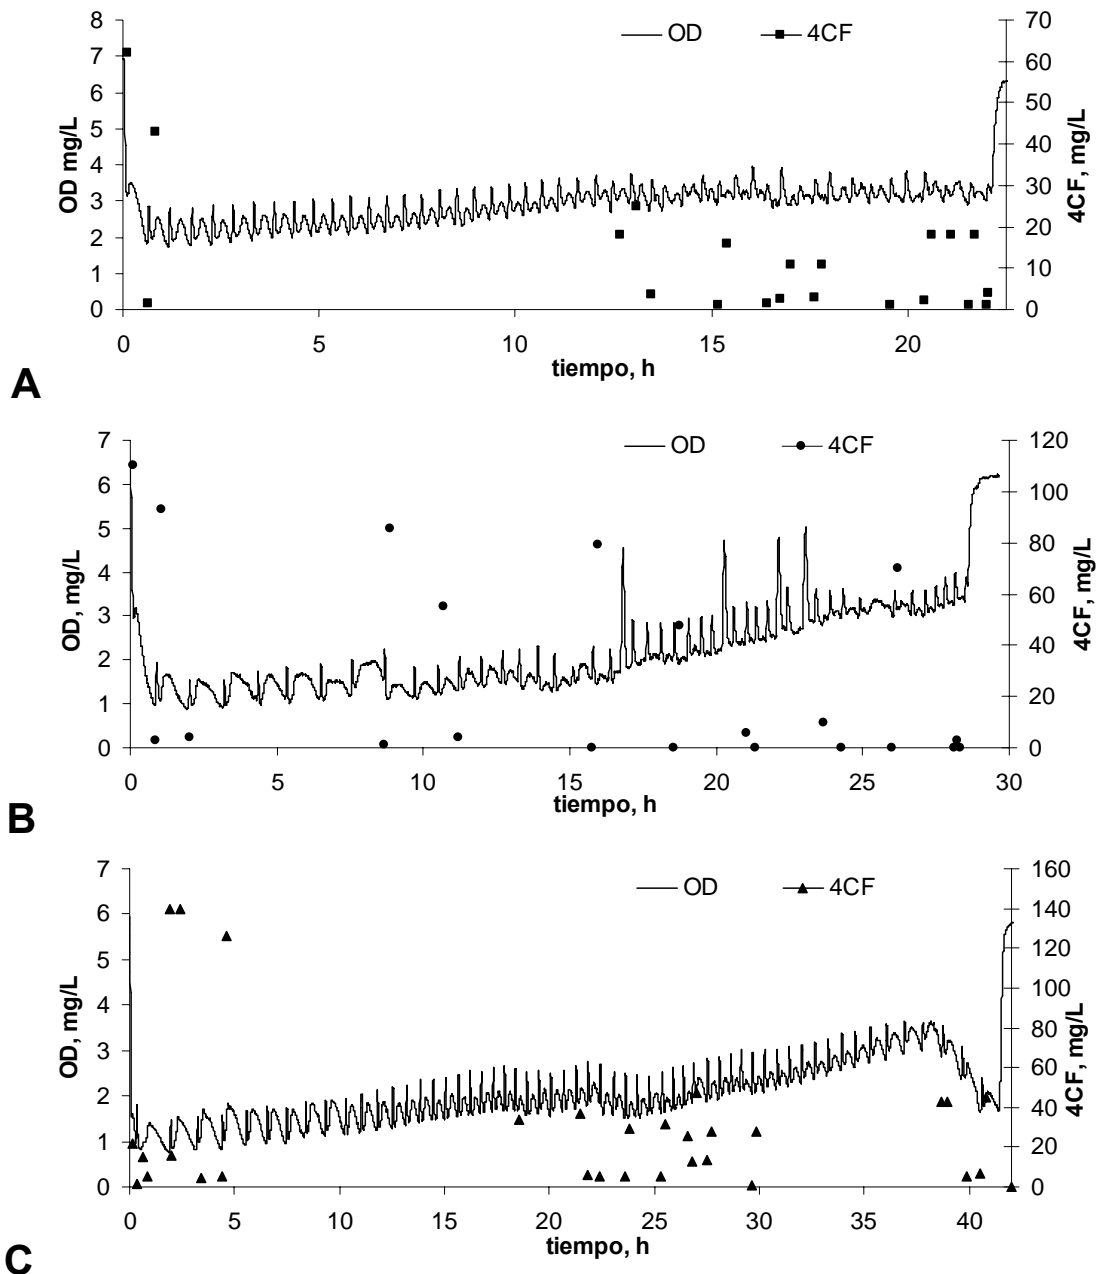 OD 4CF
8 70
7 60
6 50
5 40
4 30
3 20
2 10
1 0
0
OD mg/L
4CF, mg/L
0 5 10 15 20
tiempo, h
A
OD 4CF
7 120
6 100
5 80
4 60
3 40
2 20
1 0
0
OD, mg/L
4CF, mg/L
0 5 10 15 20 25 30
tiempo, h
B
OD 4CF
7 160
6 140
5 120
4 100
3 80
2 60
1 40
0 20
0
OD, mg/L
4CF, mg/L
0 5 10 15 20 25 30 35 40
tiempo, h
C